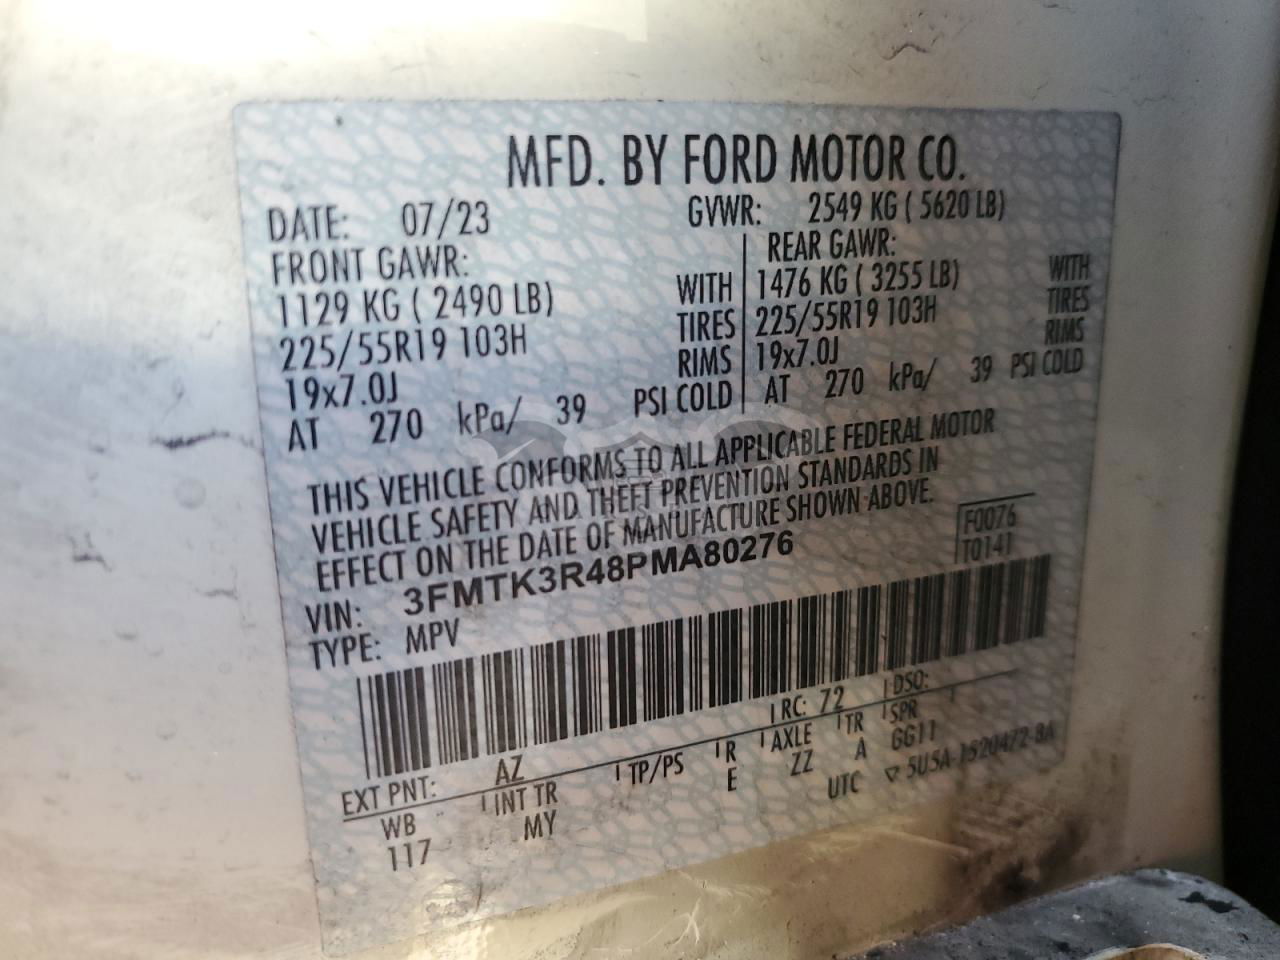 MFD. BY FORD MOTOR CO.
DATE: 07/23 GVWR: 2549 KG ( 5620 LB)
FRONT GAWR: REAR GAWR:
1129 KG ( 2490 LB) WITH 1476 KG ( 3255 LB) WITH
225/55R19 103H TIRES 225/55R19 103H TIRES
19x7.0J RIMS 19x7.0J RIMS
AT 270 kPa/ 39 PSI COLD AT 270 kPa/ 39 PSI COLD
THIS VEHICLE CONFORMS TO ALL APPLICABLE FEDERAL MOTOR
VEHICLE SAFETY AND THEFT PREVENTION STANDARDS IN
EFFECT ON THE DATE OF MANUFACTURE SHOWN ABOVE.
F0076
T0141
VIN: 3FMTK3R48PMA80276
TYPE: MPV
EXT PNT: AZ RC: 72 DSO:
WB INT TR TP/PS R AXLE TR SPR
117 MY E ZZ A GG11
UTC ▽ 5U5A-1520472-BA